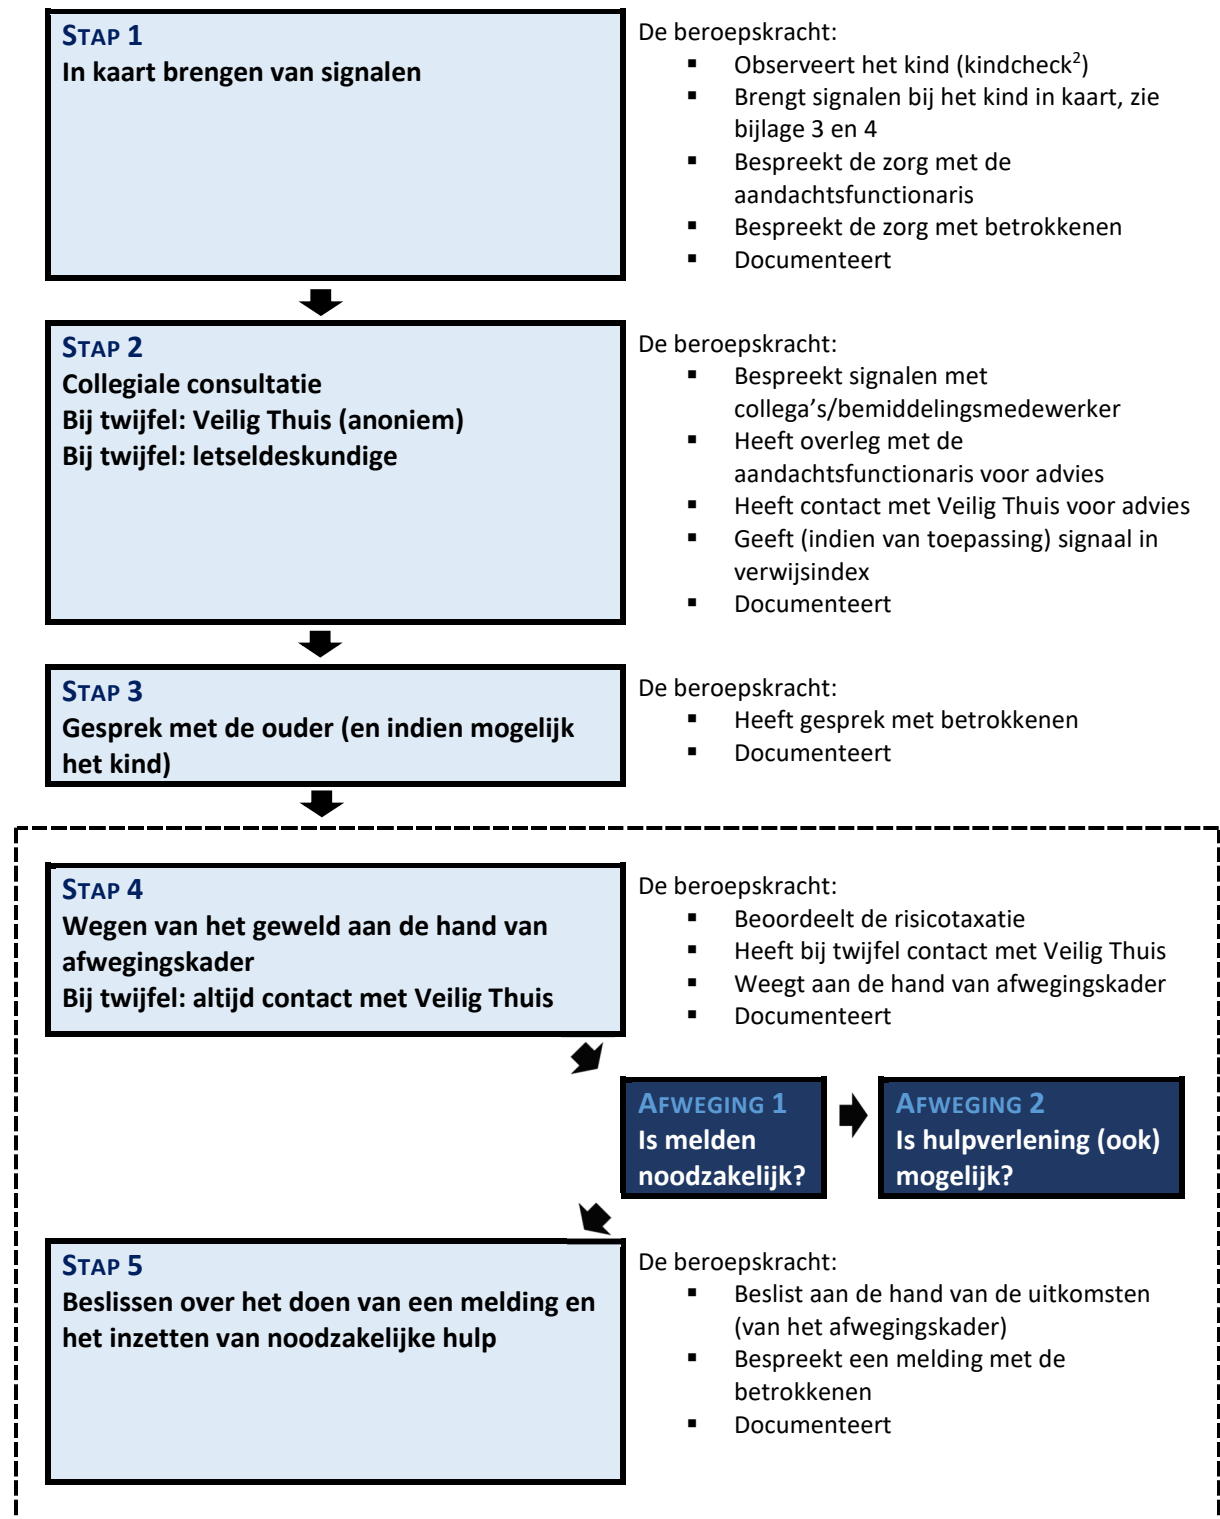 STAP 1
In kaart brengen van signalen
De beroepskracht:
▪ Observeert het kind (kindcheck²)
▪ Brengt signalen bij het kind in kaart, zie
bijlage 3 en 4
▪ Bespreekt de zorg met de
aandachtsfunctionaris
▪ Bespreekt de zorg met betrokkenen
▪ Documenteert
STAP 2
Collegiale consultatie
Bij twijfel: Veilig Thuis (anoniem)
Bij twijfel: letseldeskundige
De beroepskracht:
▪ Bespreekt signalen met
collega’s/bemiddelingsmedewerker
▪ Heeft overleg met de
aandachtsfunctionaris voor advies
▪ Heeft contact met Veilig Thuis voor advies
▪ Geeft (indien van toepassing) signaal in
verwijsindex
▪ Documenteert
STAP 3
Gesprek met de ouder (en indien mogelijk
het kind)
De beroepskracht:
▪ Heeft gesprek met betrokkenen
▪ Documenteert
STAP 4
Wegen van het geweld aan de hand van
afwegingskader
Bij twijfel: altijd contact met Veilig Thuis
De beroepskracht:
▪ Beoordeelt de risicotaxatie
▪ Heeft bij twijfel contact met Veilig Thuis
▪ Weegt aan de hand van afwegingskader
▪ Documenteert
AFWEGING 1
Is melden
noodzakelijk?
AFWEGING 2
Is hulpverlening (ook)
mogelijk?
STAP 5
Beslissen over het doen van een melding en
het inzetten van noodzakelijke hulp
De beroepskracht:
▪ Beslist aan de hand van de uitkomsten
(van het afwegingskader)
▪ Bespreekt een melding met de
betrokkenen
▪ Documenteert